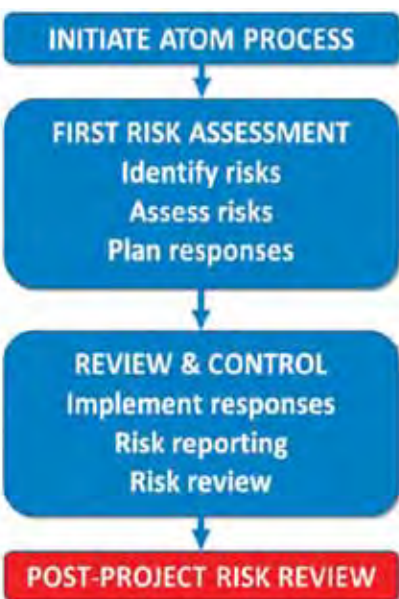 INITIATE ATOM PROCESS
FIRST RISK ASSESSMENT
Identify risks
Assess risks
Plan responses
REVIEW & CONTROL
Implement responses
Risk reporting
Risk review
POST-PROJECT RISK REVIEW